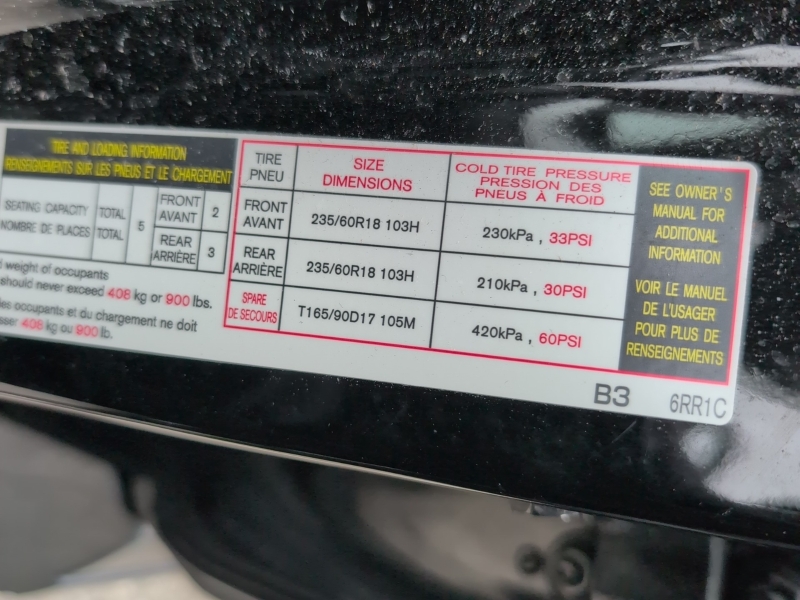 TIRE AND LOADING INFORMATION
RENSEIGNEMENTS SUR LES PNEUS ET LE CHARGEMENT
SEATING CAPACITY
NOMBRE DE PLACES
TOTAL
TOTAL
5
FRONT
AVANT
2
REAR
ARRIÈRE
3
weight of occupants
should never exceed 408 kg or 900 lbs.
les occupants et du chargement ne doit
408 kg ou 900 lb.
TIRE
PNEU
SIZE
DIMENSIONS
COLD TIRE PRESSURE
PRESSION DES
PNEUS À FROID
FRONT
AVANT
235/60R18 103H
230kPa , 33PSI
REAR
ARRIÈRE
235/60R18 103H
210kPa , 30PSI
SPARE
DE SECOURS
T165/90D17 105M
420kPa , 60PSI
SEE OWNER'S
MANUAL FOR
ADDITIONAL
INFORMATION
VOIR LE MANUEL
DE L'USAGER
POUR PLUS DE
RENSEIGNEMENTS
B3 6RR1C